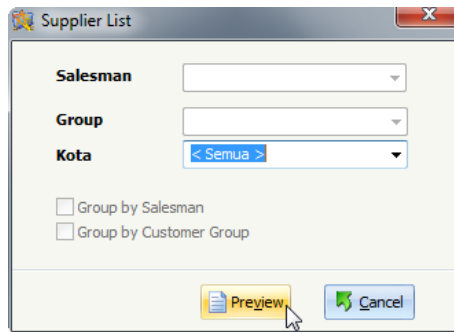 Supplier List
Salesman
Group
Kota < Semua >
Group by Salesman
Group by Customer Group
Preview Cancel